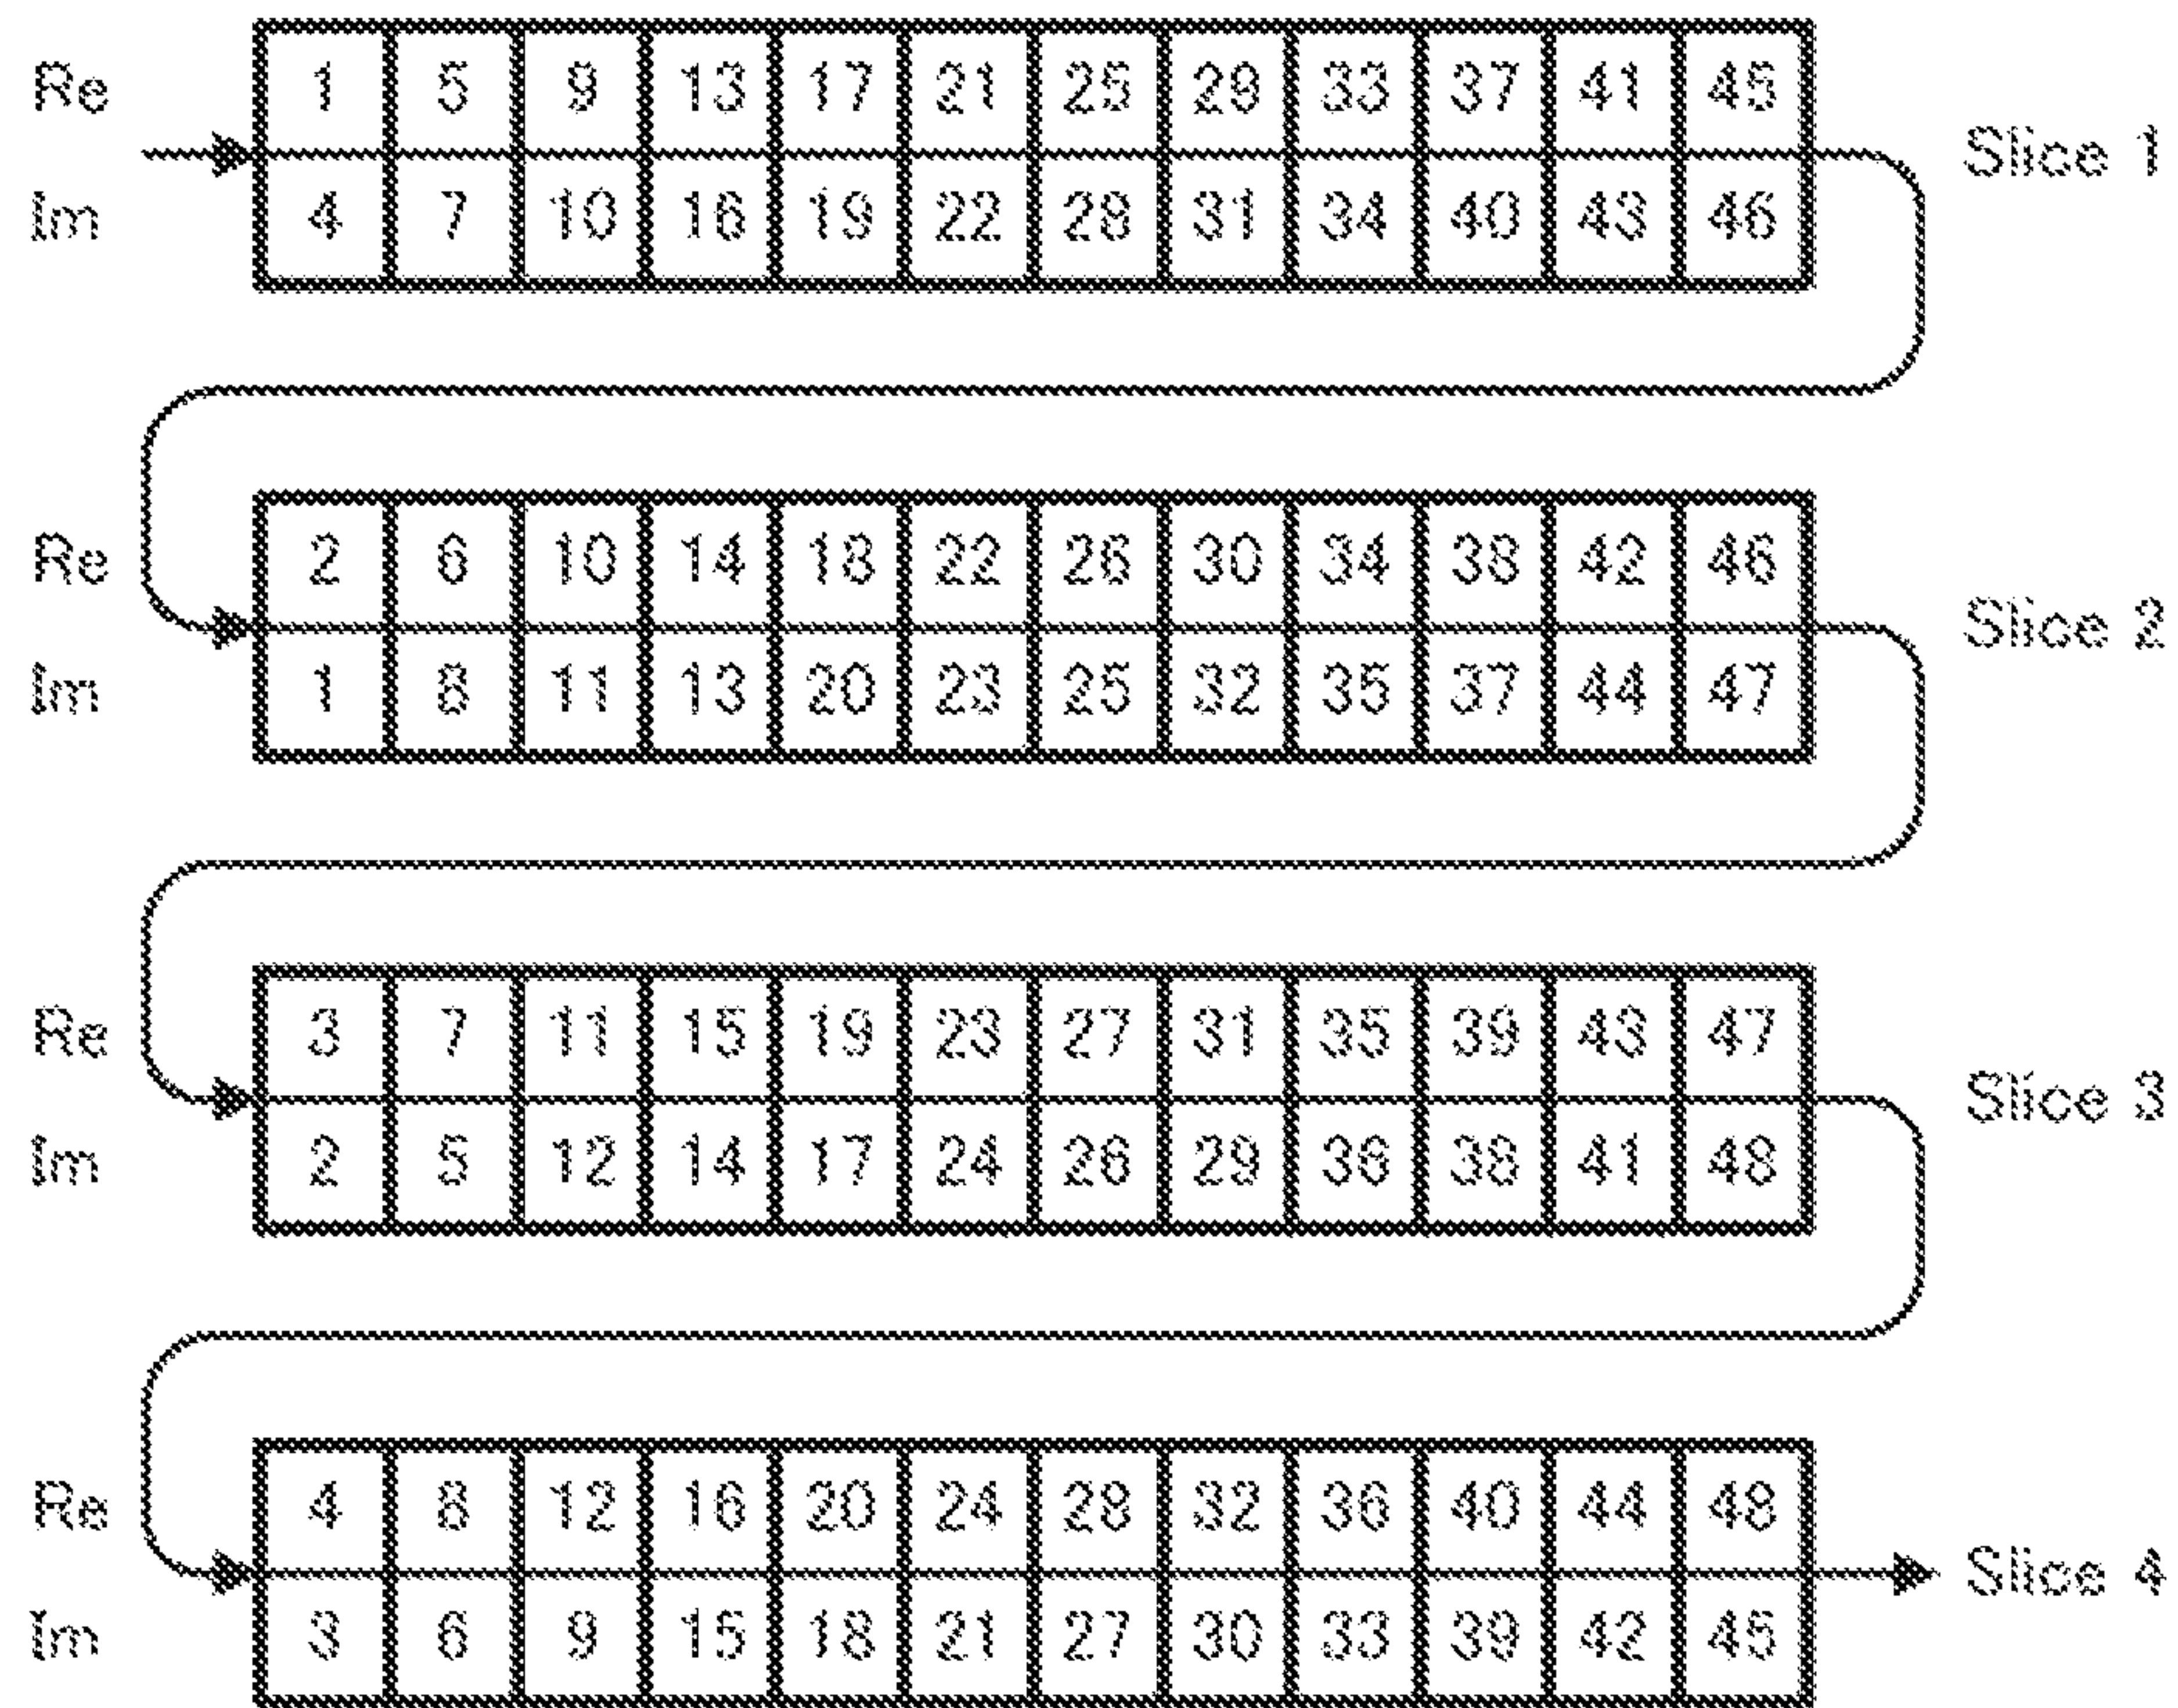 Re 1 5 9 13 17 21 25 29 33 37 41 45
Slice 1
Im 4 7 10 16 19 22 28 31 34 40 43 46
Re 2 6 10 14 18 22 26 30 34 38 42 46
Slice 2
Im 1 8 11 13 20 23 25 32 35 37 44 47
Re 3 7 11 15 19 23 27 31 35 39 43 47
Slice 3
Im 2 5 12 14 17 24 26 29 36 38 41 48
Re 4 8 12 16 20 24 28 32 36 40 44 48
Slice 4
Im 3 6 9 15 18 21 27 30 33 39 42 45